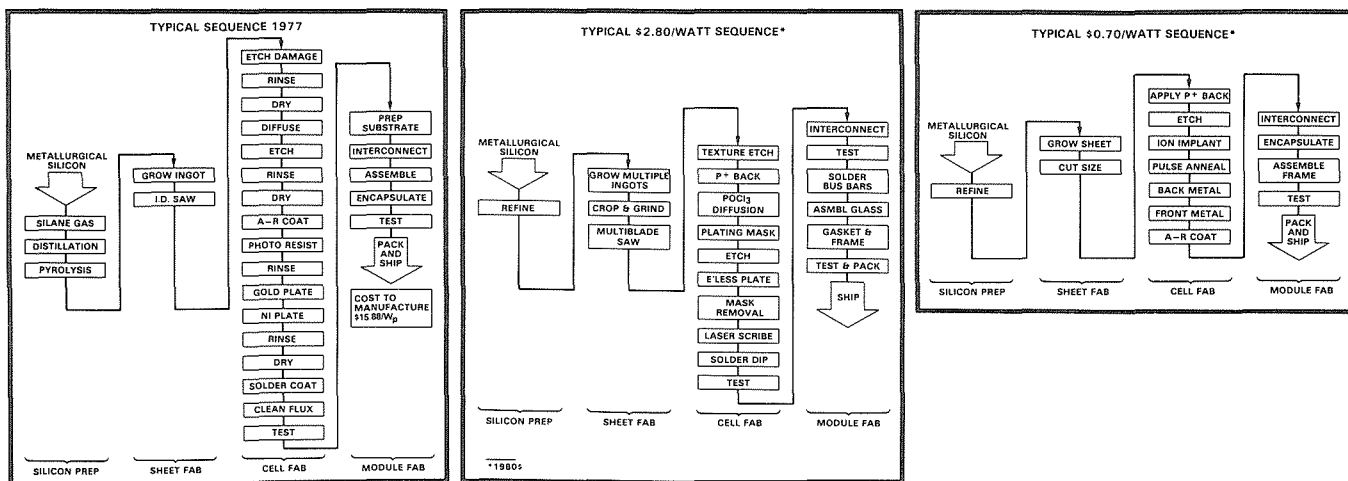 TYPICAL SEQUENCE 1977
METALLURGICAL
SILICON
SILANE GAS
DISTILLATION
PYROLYSIS
SILICON PREP
GROW INGOT
I.D. SAW
SHEET FAB
ETCH DAMAGE
RINSE
DRY
DIFFUSE
ETCH
RINSE
DRY
A-R COAT
PHOTO RESIST
RINSE
GOLD PLATE
NI PLATE
RINSE
DRY
SOLDER COAT
CLEAN FLUX
TEST
CELL FAB
PREP
SUBSTRATE
INTERCONNECT
ASSEMBLE
ENCAPSULATE
TEST
PACK
AND
SHIP
COST TO
MANUFACTURE
$15.88/Wp
MODULE FAB
TYPICAL $2.80/WATT SEQUENCE*
METALLURGICAL
SILICON
REFINE
SILICON PREP
GROW MULTIPLE
INGOTS
CROP & GRIND
MULTIBLADE
SAW
SHEET FAB
TEXTURE ETCH
P+ BACK
POCl3
DIFFUSION
PLATING MASK
ETCH
E'LESS PLATE
MASK
REMOVAL
LASER SCRIBE
SOLDER DIP
TEST
CELL FAB
INTERCONNECT
TEST
SOLDER
BUS BARS
ASMBL GLASS
GASKET &
FRAME
TEST & PACK
SHIP
MODULE FAB
*1980$
TYPICAL $0.70/WATT SEQUENCE*
METALLURGICAL
SILICON
REFINE
SILICON PREP
GROW SHEET
CUT SIZE
SHEET FAB
APPLY P+ BACK
ETCH
ION IMPLANT
PULSE ANNEAL
BACK METAL
FRONT METAL
A-R COAT
CELL FAB
INTERCONNECT
ENCAPSULATE
ASSEMBLE
FRAME
TEST
PACK
AND
SHIP
MODULE FAB